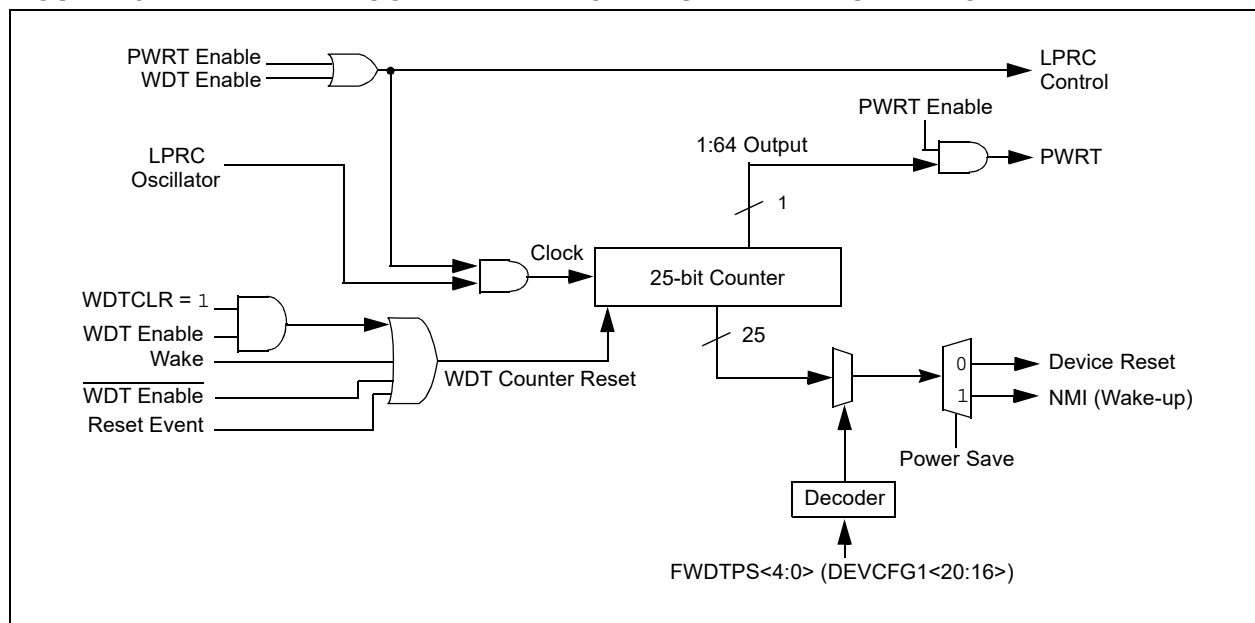 PWRT Enable
WDT Enable
LPRC
Control
PWRT Enable
1:64 Output
PWRT
LPRC
Oscillator
1
Clock
25-bit Counter
WDTCLR = 1
WDT Enable
Wake
WDT Enable
Reset Event
WDT Counter Reset
25
0
1
Device Reset
NMI (Wake-up)
Power Save
Decoder
FWDTPS<4:0> (DEVCFG1<20:16>)